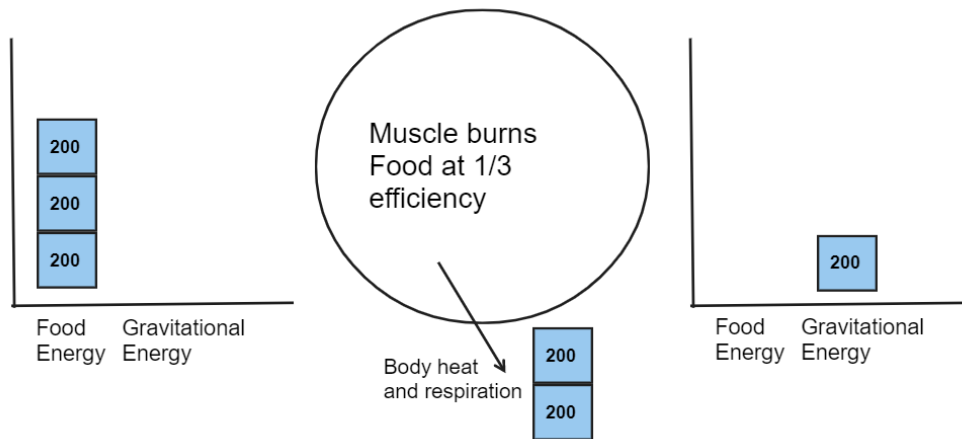 200
200
200
Food
Energy
Gravitational
Energy
Muscle burns
Food at 1/3
efficiency
Body heat
and respiration
200
200
200
Food
Energy
Gravitational
Energy